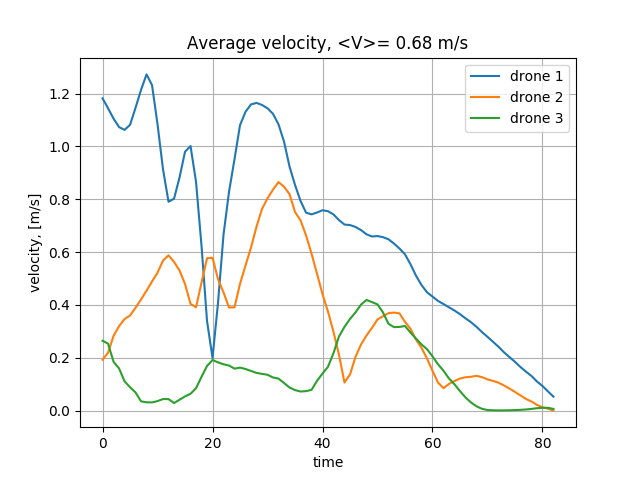 Average velocity, <V>= 0.68 m/s
drone 1
drone 2
drone 3
velocity, [m/s]
1.2
1.0
0.8
0.6
0.4
0.2
0.0
0 20 40 60 80
time